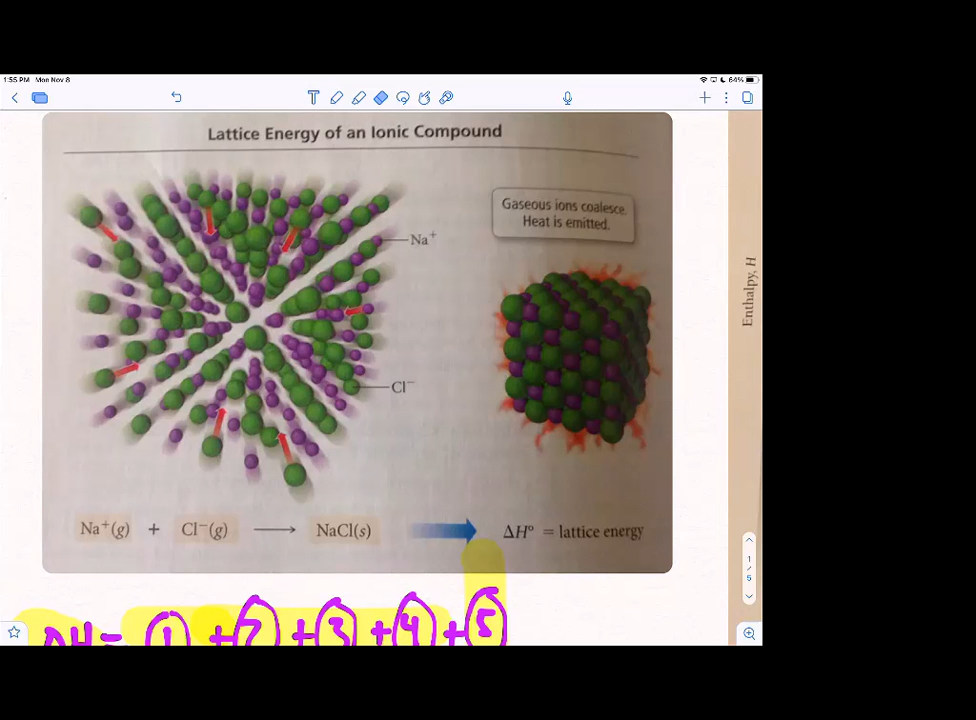 1:55 PM Mon Nov 8
64%
T
Lattice Energy of an Ionic Compound
Gaseous ions coalesce.
Heat is emitted.
Na⁺
Cl⁻
Na⁺(g) + Cl⁻(g) → NaCl(s)
ΔH° = lattice energy
Enthalpy, H
1
/
5
ΔH = ① + ② + ③ + ④ + ⑤